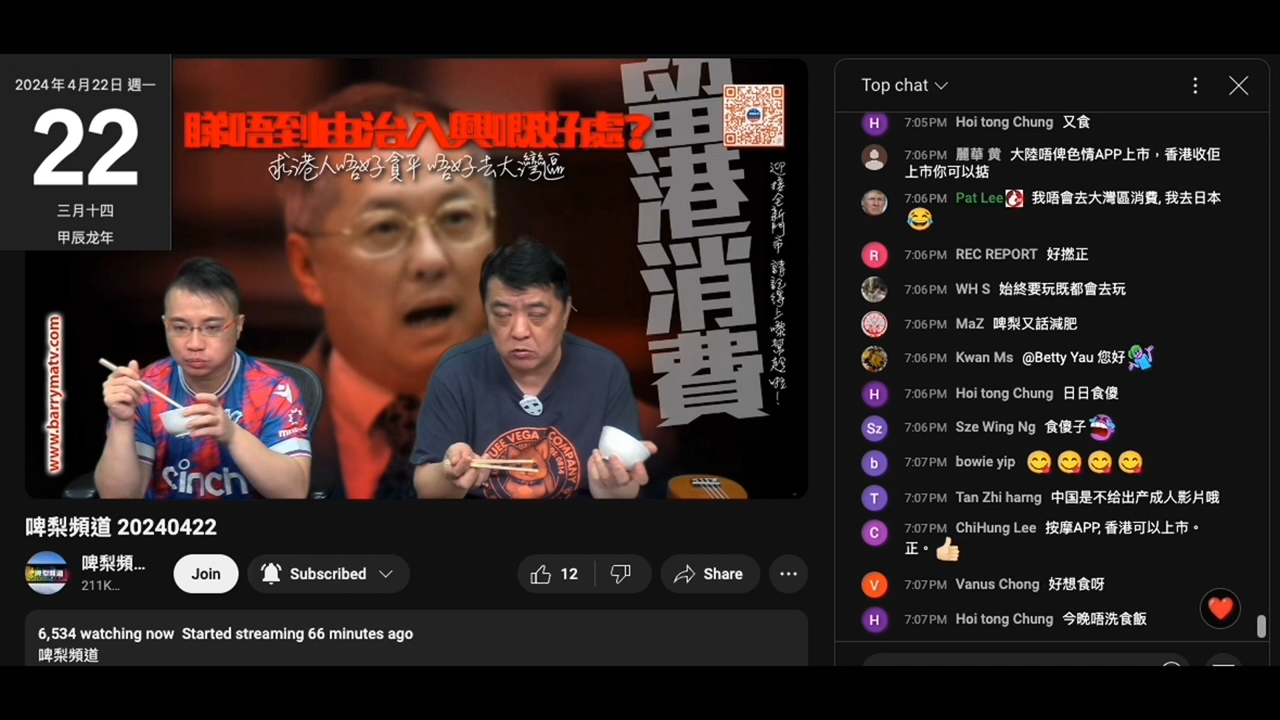 2024年4月22日 週一
22
三月十四
甲辰龙年
睇唔到由治入興嘅好處?
求港人唔好貪平 唔好去大灣區
留港消費
迎接全新門市 請記得上嚟幫趁啦!
www.barrymatv.com
cinch
COMPANY
啤梨頻道 20240422
啤梨頻...
211K...
Join
Subscribed
12
Share
6,534 watching now Started streaming 66 minutes ago
啤梨頻道
Top chat
H 7:05PM Hoi tong Chung 又食
7:06PM 麗華 黄 大陸唔俾色情APP上市，香港收佢
上市你可以掂
7:06PM Pat Lee 我唔會去大灣區消費, 我去日本
😂
R 7:06PM REC REPORT 好撚正
7:06PM WH S 始終要玩既都會去玩
7:06PM MaZ 啤梨又話減肥
7:06PM Kwan Ms @Betty Yau 您好
H 7:06PM Hoi tong Chung 日日食傻
Sz 7:06PM Sze Wing Ng 食傻子
b 7:07PM bowie yip 😋😋😋😋
T 7:07PM Tan Zhi harng 中国是不给出产成人影片哦
C 7:07PM ChiHung Lee 按摩APP, 香港可以上市。
正。👍🏻
V 7:07PM Vanus Chong 好想食呀
H 7:07PM Hoi tong Chung 今晚唔洗食飯